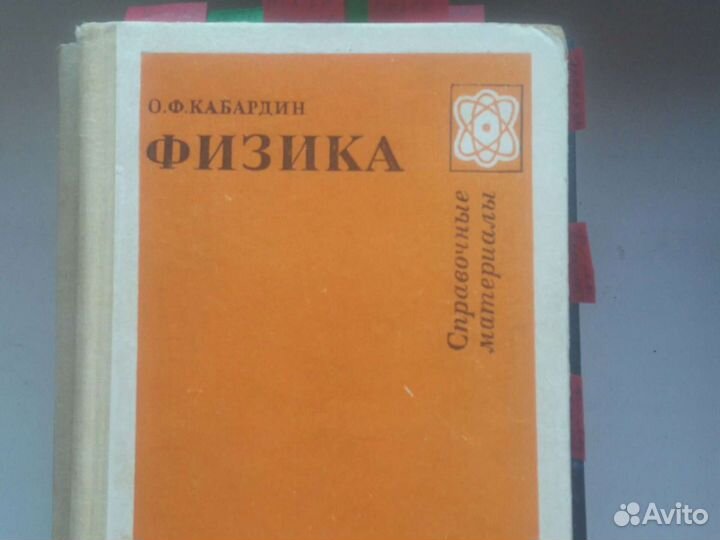 О.Ф.КАБАРДИН
ФИЗИКА
Справочные
материалы
Avito